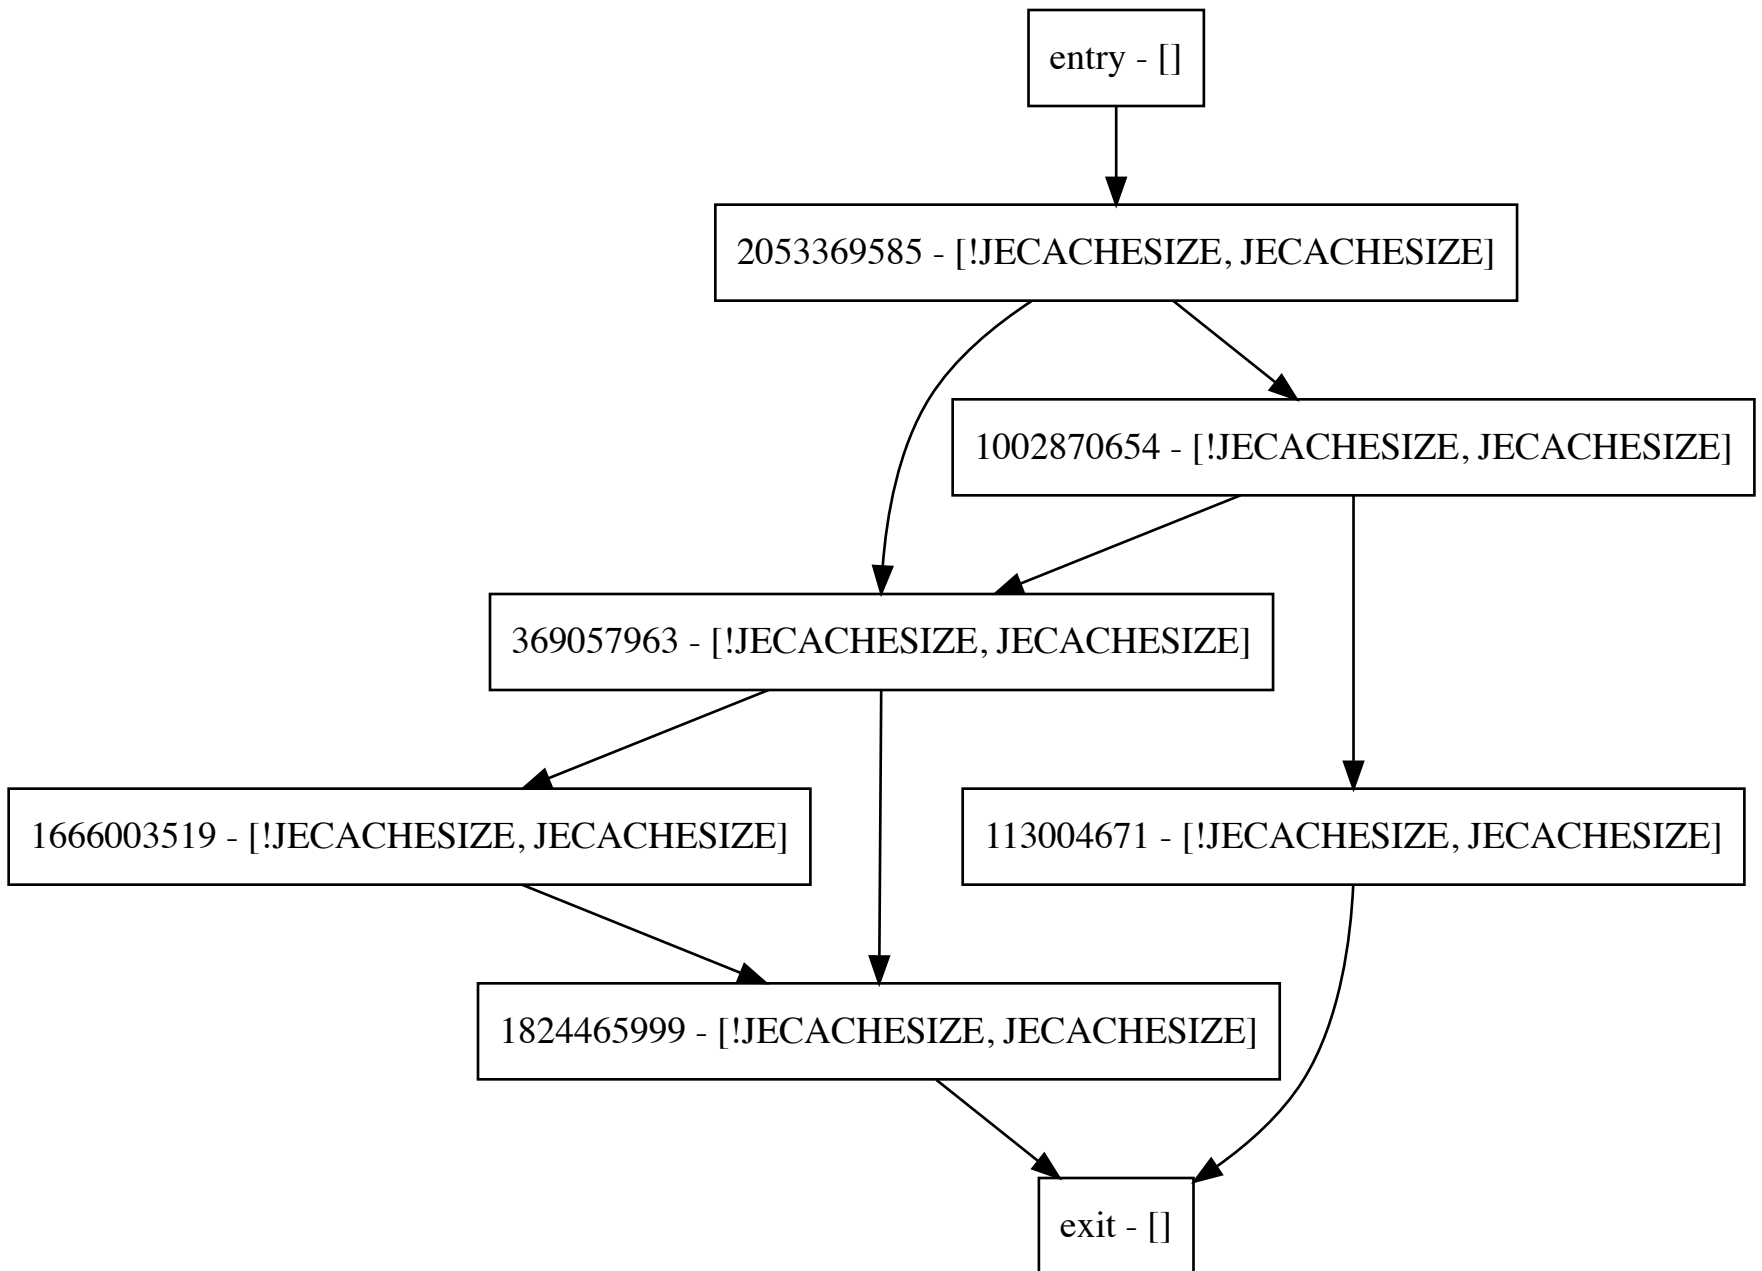 entry - []
2053369585 - [!JECACHESIZE, JECACHESIZE]
1002870654 - [!JECACHESIZE, JECACHESIZE]
369057963 - [!JECACHESIZE, JECACHESIZE]
1666003519 - [!JECACHESIZE, JECACHESIZE]
113004671 - [!JECACHESIZE, JECACHESIZE]
1824465999 - [!JECACHESIZE, JECACHESIZE]
exit - []